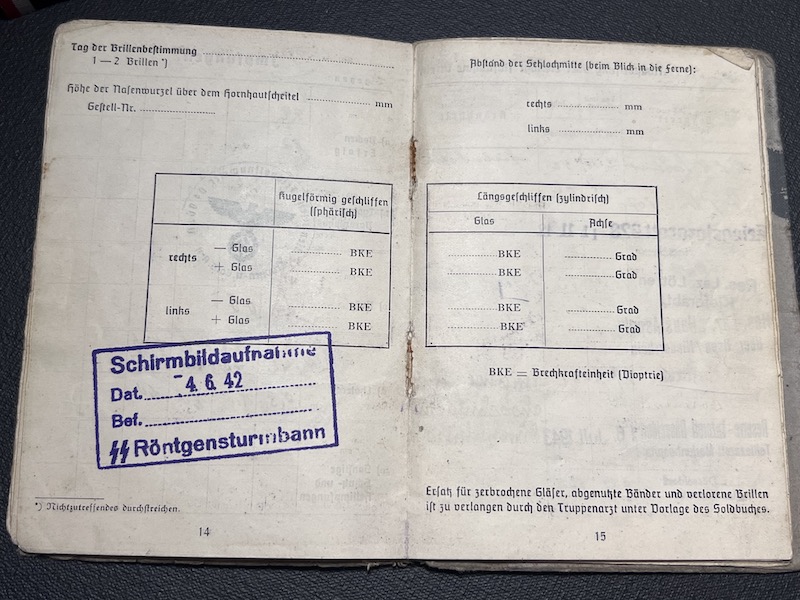 Tag der Brillenbestimmung ........................
1 — 2 Brillen *)
Höhe der Nasenwurzel über dem Hornhautscheitel ............ mm
Gestell-Nr. ............
Kugelförmig geschliffen
(sphärisch)
rechts
— Glas ............ BKE
+ Glas ............ BKE
links
— Glas ............ BKE
+ Glas ............ BKE
Schirmbildaufnahme
Dat. 4. 6. 42
Bef. ............
ᛋᛋ Röntgensturmbann
*) Nichtzutreffendes durchstreichen.
14
Abstand der Sehlochmitte (beim Blick in die Ferne):
rechts ............ mm
links ............ mm
Längsgeschliffen (zylindrisch)
Glas Achse
............ BKE ............ Grad
............ BKE ............ Grad
............ BKE ............ Grad
............ BKE ............ Grad
BKE = Brechkrafteinheit (Dioptrie)
Ersatz für zerbrochene Gläser, abgenutzte Bänder und verlorene Brillen
ist zu verlangen durch den Truppenarzt unter Vorlage des Soldbuches.
15